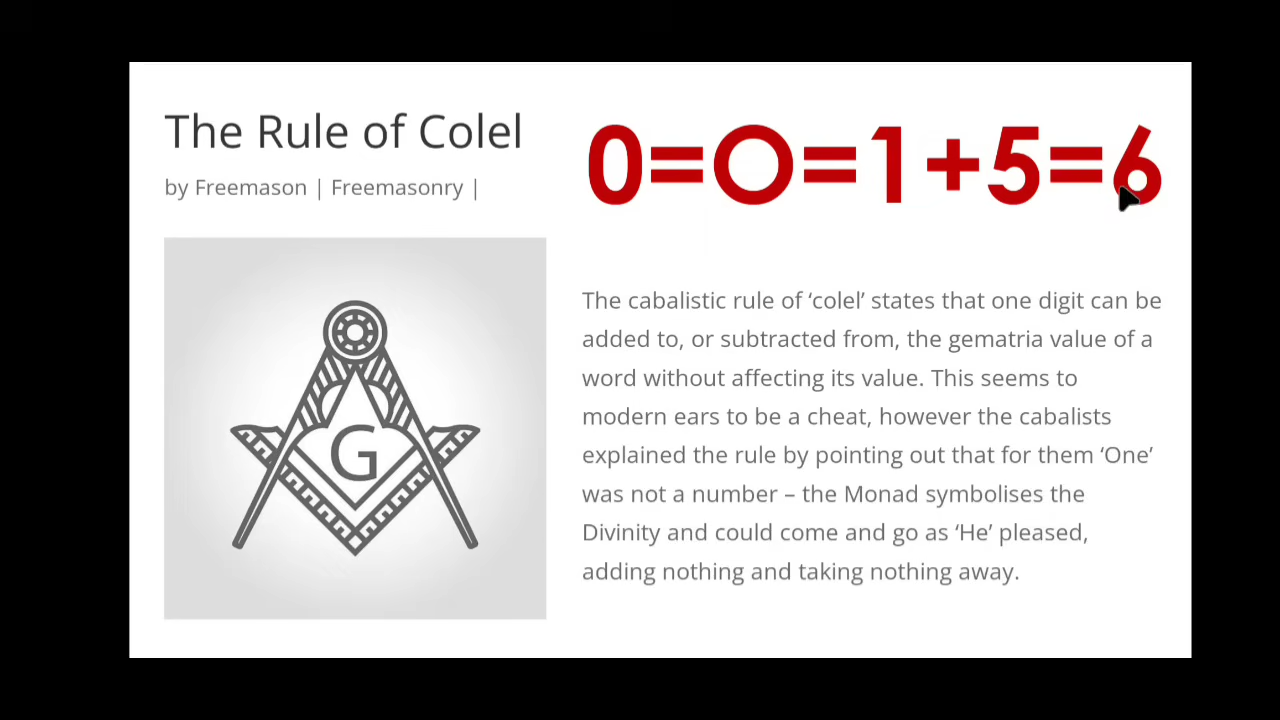 The Rule of Colel
by Freemason | Freemasonry |
G
0=O=1+5=6
The cabalistic rule of ‘colel’ states that one digit can be
added to, or subtracted from, the gematria value of a
word without affecting its value. This seems to
modern ears to be a cheat, however the cabalists
explained the rule by pointing out that for them ‘One’
was not a number – the Monad symbolises the
Divinity and could come and go as ‘He’ pleased,
adding nothing and taking nothing away.